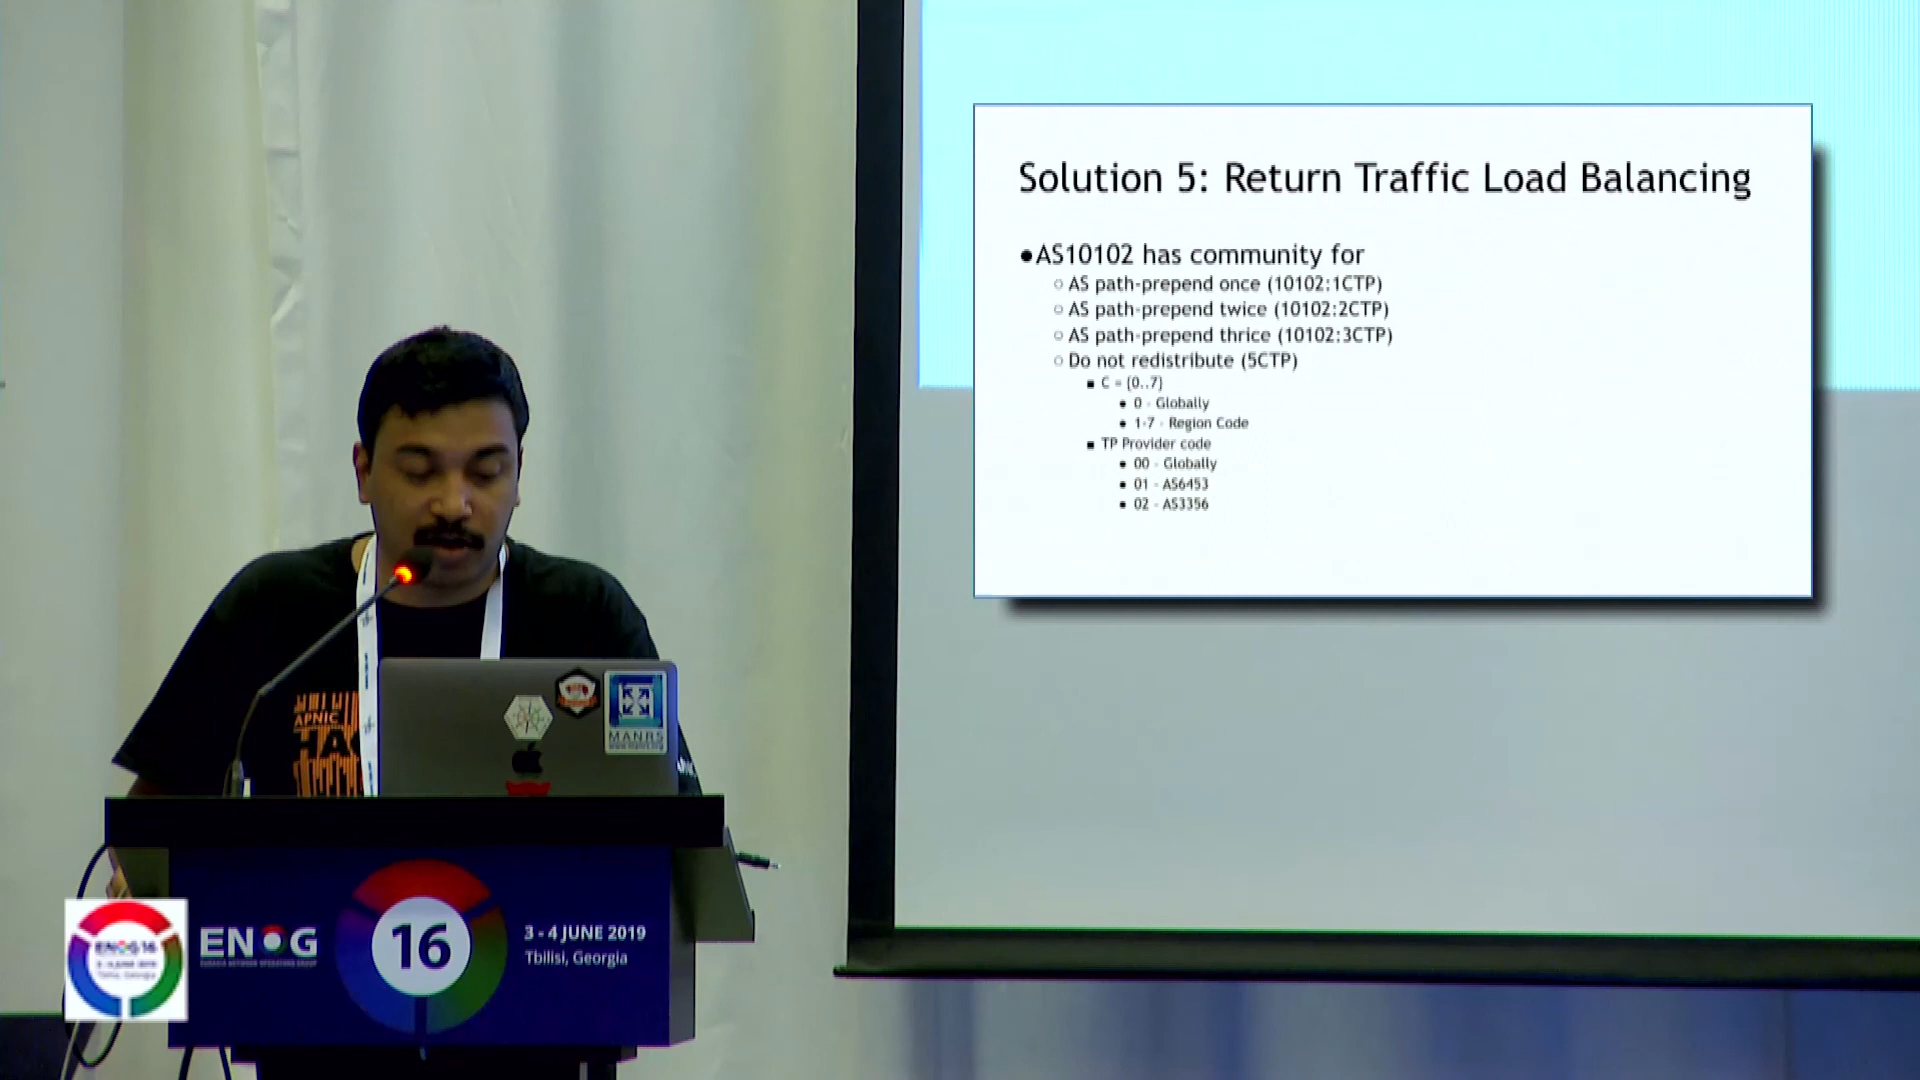 Solution 5: Return Traffic Load Balancing
●AS10102 has community for
○ AS path-prepend once (10102:1CTP)
○ AS path-prepend twice (10102:2CTP)
○ AS path-prepend thrice (10102:3CTP)
○ Do not redistribute (5CTP)
■ C = {0..7}
● 0 - Globally
● 1-7 - Region Code
■ TP Provider code
● 00 - Globally
● 01 - AS6453
● 02 - AS3356
APNIC
HA
MANRS
ENOG
16
3 - 4 JUNE 2019
Tbilisi, Georgia
ENOG16